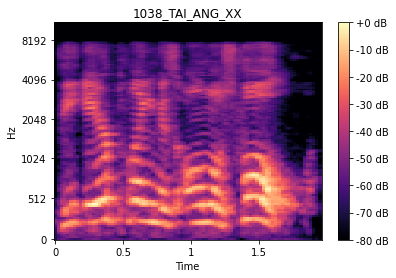 1038_TAI_ANG_XX
+0 dB
8192
-10 dB
4096
-20 dB
-30 dB
2048
Hz
-40 dB
1024
-50 dB
512
-60 dB
-70 dB
0
-80 dB
0
0.5
1
1.5
Time